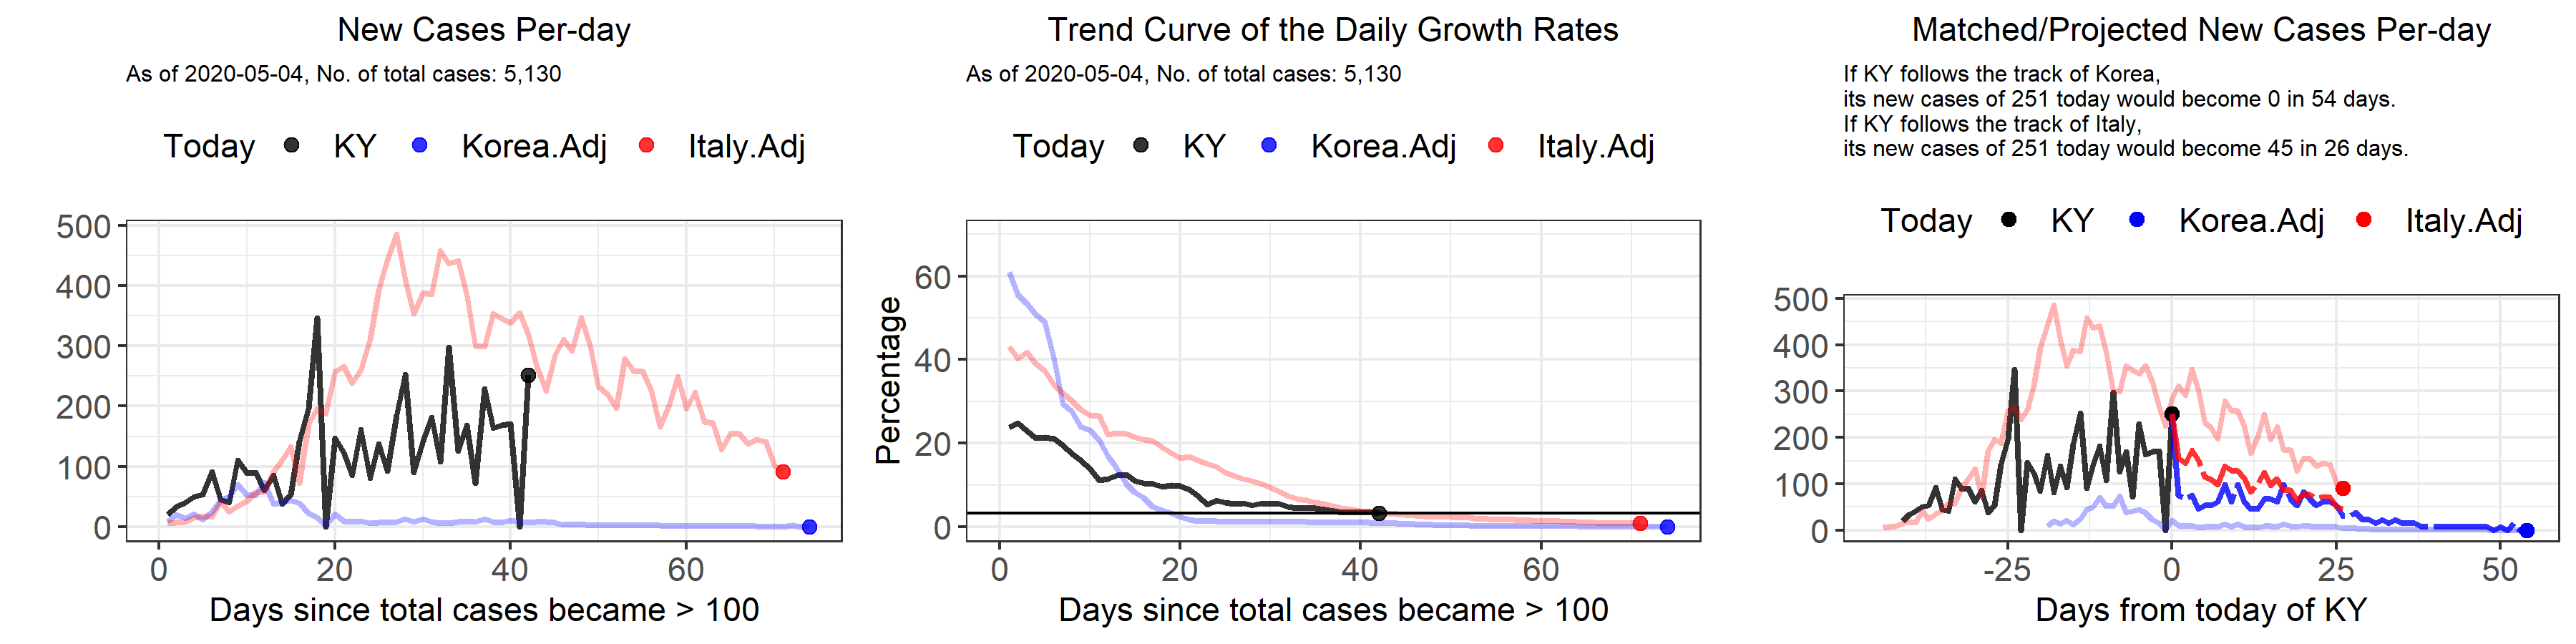 New Cases Per-day
As of 2020-05-04, No. of total cases: 5,130
Today KY Korea.Adj Italy.Adj
500
400
300
200
100
0
0 20 40 60
Days since total cases became > 100
Trend Curve of the Daily Growth Rates
As of 2020-05-04, No. of total cases: 5,130
Today KY Korea.Adj Italy.Adj
Percentage
60
40
20
0
0 20 40 60
Days since total cases became > 100
Matched/Projected New Cases Per-day
If KY follows the track of Korea,
its new cases of 251 today would become 0 in 54 days.
If KY follows the track of Italy,
its new cases of 251 today would become 45 in 26 days.
Today KY Korea.Adj Italy.Adj
500
400
300
200
100
0
-25 0 25 50
Days from today of KY